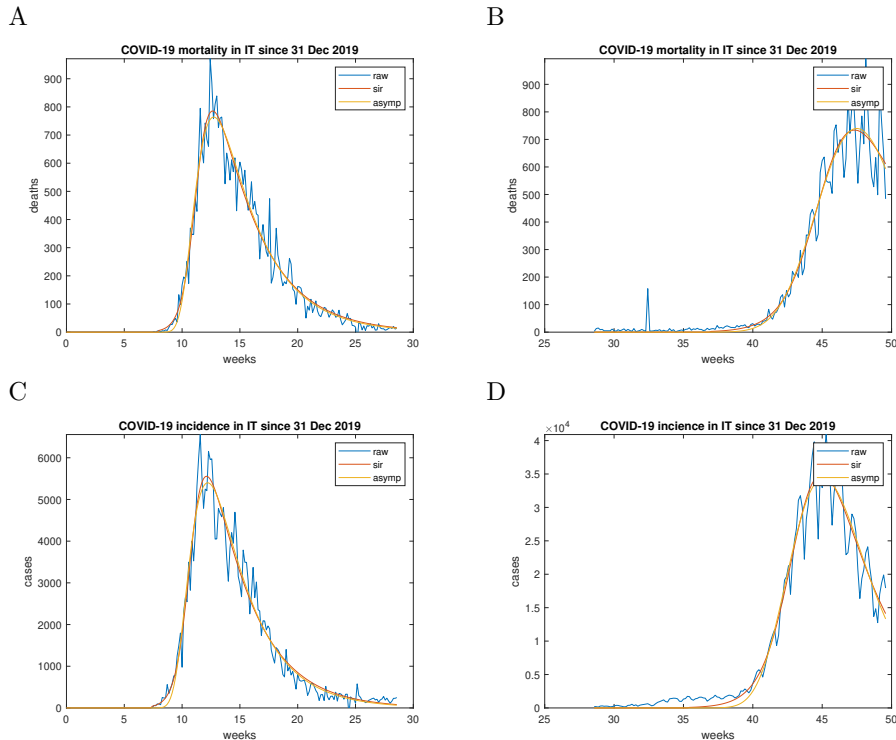 A
COVID-19 mortality in IT since 31 Dec 2019
raw
sir
asymp
deaths
900
800
700
600
500
400
300
200
100
0
0 5 10 15 20 25 30
weeks
B
COVID-19 mortality in IT since 31 Dec 2019
raw
sir
asymp
deaths
900
800
700
600
500
400
300
200
100
0
25 30 35 40 45 50
weeks
C
COVID-19 incidence in IT since 31 Dec 2019
raw
sir
asymp
cases
6000
5000
4000
3000
2000
1000
0
0 5 10 15 20 25 30
weeks
D
COVID-19 incience in IT since 31 Dec 2019
×10^4
raw
sir
asymp
cases
4
3.5
3
2.5
2
1.5
1
0.5
0
25 30 35 40 45 50
weeks